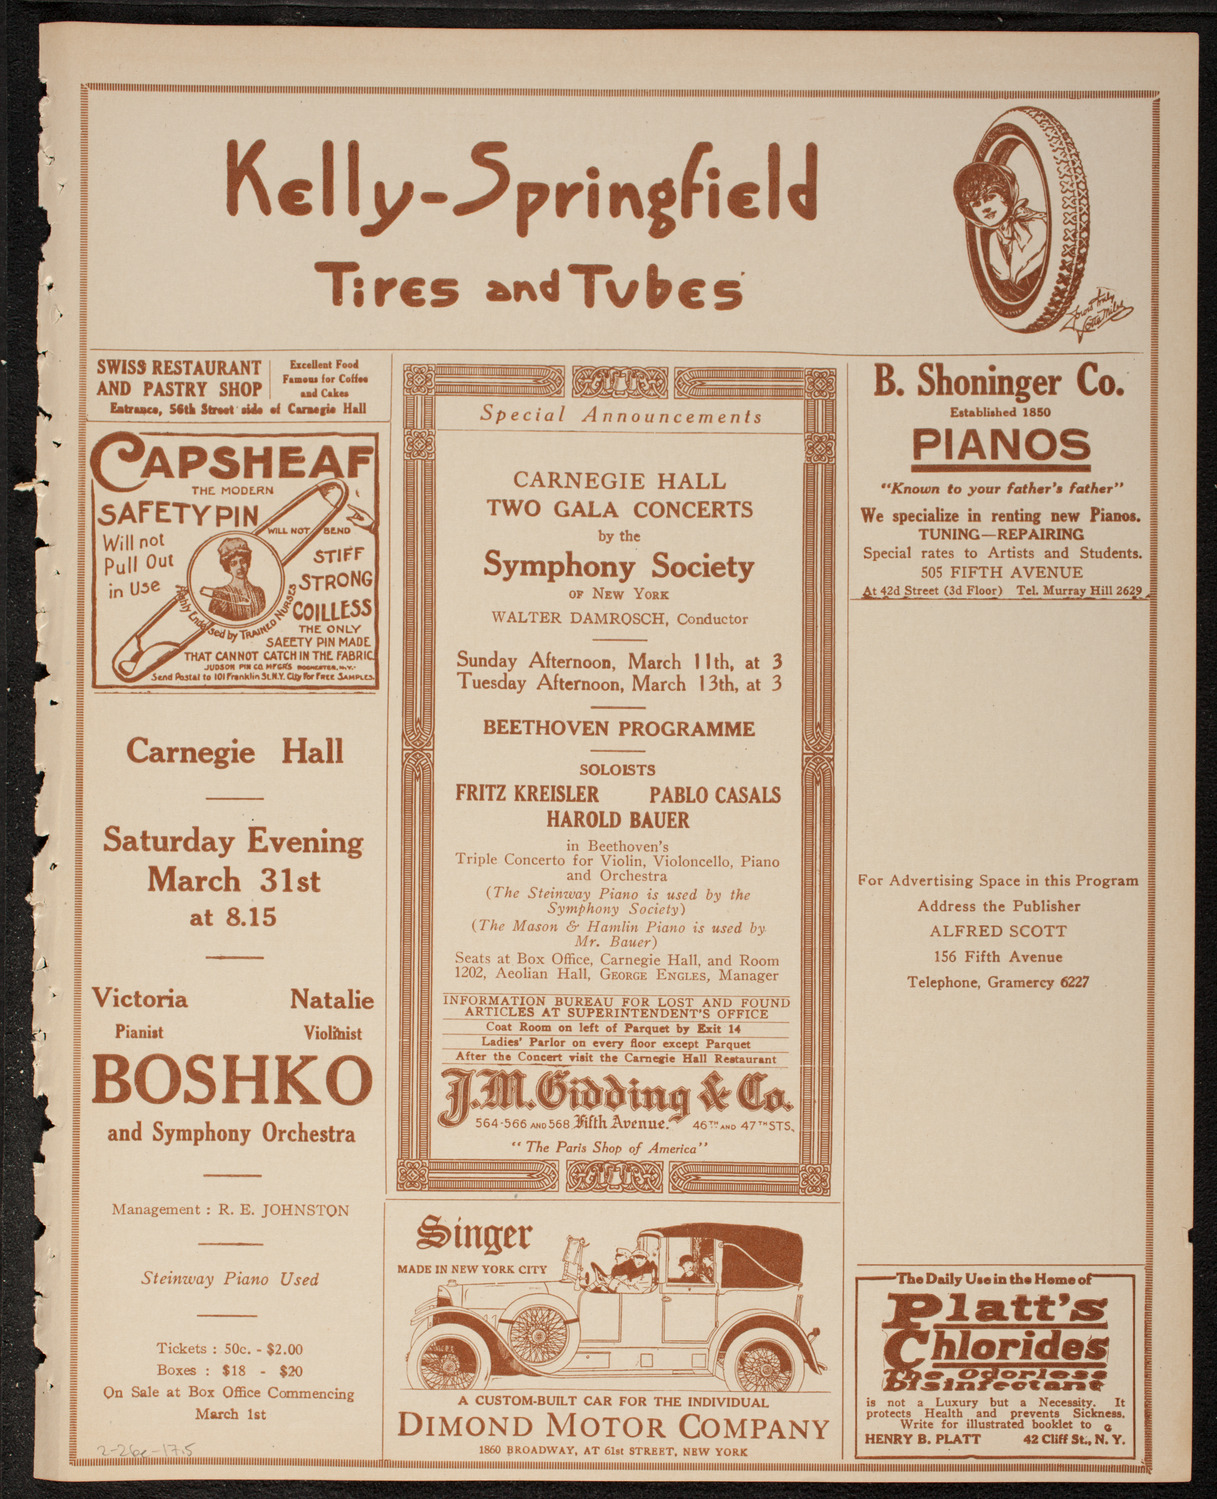 Kelly-Springfield
Tires and Tubes
Lotta Miles
SWISS RESTAURANT
AND PASTRY SHOP
Excellent Food
Famous for Coffee
and Cakes
Entrance, 56th Street side of Carnegie Hall
CAPSHEAF
THE MODERN
SAFETY PIN
WILL NOT BEND
Will not
Pull Out
in Use
STIFF
STRONG
COILLESS
Highly Endorsed by TRAINED NURSES
THE ONLY
SAFETY PIN MADE
THAT CANNOT CATCH IN THE FABRIC.
JUDSON PIN CO. MFGRS. ROCHESTER, N.Y.
Send Postal to 101 Franklin St. N.Y. City For FREE SAMPLES.
Carnegie Hall
Saturday Evening
March 31st
at 8.15
Victoria Natalie
Pianist Violinist
BOSHKO
and Symphony Orchestra
Management : R. E. JOHNSTON
Steinway Piano Used
Tickets : 50c. - $2.00
Boxes : $18 - $20
On Sale at Box Office Commencing
March 1st
2-26e-17.5
Special Announcements
CARNEGIE HALL
TWO GALA CONCERTS
by the
Symphony Society
OF NEW YORK
WALTER DAMROSCH, Conductor
Sunday Afternoon, March 11th, at 3
Tuesday Afternoon, March 13th, at 3
BEETHOVEN PROGRAMME
SOLOISTS
FRITZ KREISLER PABLO CASALS
HAROLD BAUER
in Beethoven's
Triple Concerto for Violin, Violoncello, Piano
and Orchestra
(The Steinway Piano is used by the
Symphony Society)
(The Mason & Hamlin Piano is used by
Mr. Bauer)
Seats at Box Office, Carnegie Hall, and Room
1202, Aeolian Hall, GEORGE ENGLES, Manager
INFORMATION BUREAU FOR LOST AND FOUND
ARTICLES AT SUPERINTENDENT'S OFFICE
Coat Room on left of Parquet by Exit 14
Ladies' Parlor on every floor except Parquet
After the Concert visit the Carnegie Hall Restaurant
J. M. Gidding & Co.
564-566 AND 568 Fifth Avenue. 46TH AND 47TH STS.
"The Paris Shop of America"
Singer
MADE IN NEW YORK CITY
A CUSTOM-BUILT CAR FOR THE INDIVIDUAL
DIMOND MOTOR COMPANY
1860 BROADWAY, AT 61st STREET, NEW YORK
B. Shoninger Co.
Established 1850
PIANOS
"Known to your father's father"
We specialize in renting new Pianos.
TUNING—REPAIRING
Special rates to Artists and Students.
505 FIFTH AVENUE
At 42d Street (3d Floor) Tel. Murray Hill 2629
For Advertising Space in this Program
Address the Publisher
ALFRED SCOTT
156 Fifth Avenue
Telephone, Gramercy 6227
The Daily Use in the Home of
Platt's
Chlorides
The Odorless
Disinfectant
is not a Luxury but a Necessity. It
protects Health and prevents Sickness.
Write for illustrated booklet to
HENRY B. PLATT 42 Cliff St., N. Y.